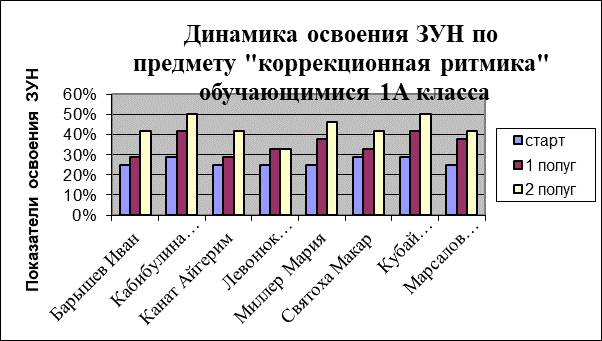 Динамика освоения ЗУН по
предмету "коррекционная ритмика"
обучающимися 1А класса
Показатели освоения ЗУН
60%
50%
40%
30%
20%
10%
0%
Барышев Иван
Кабибулина...
Канат Айгерим
Левонюк...
Миллер Мария
Святоха Макар
Кубай...
Марсалов...
старт
1 полуг
2 полуг